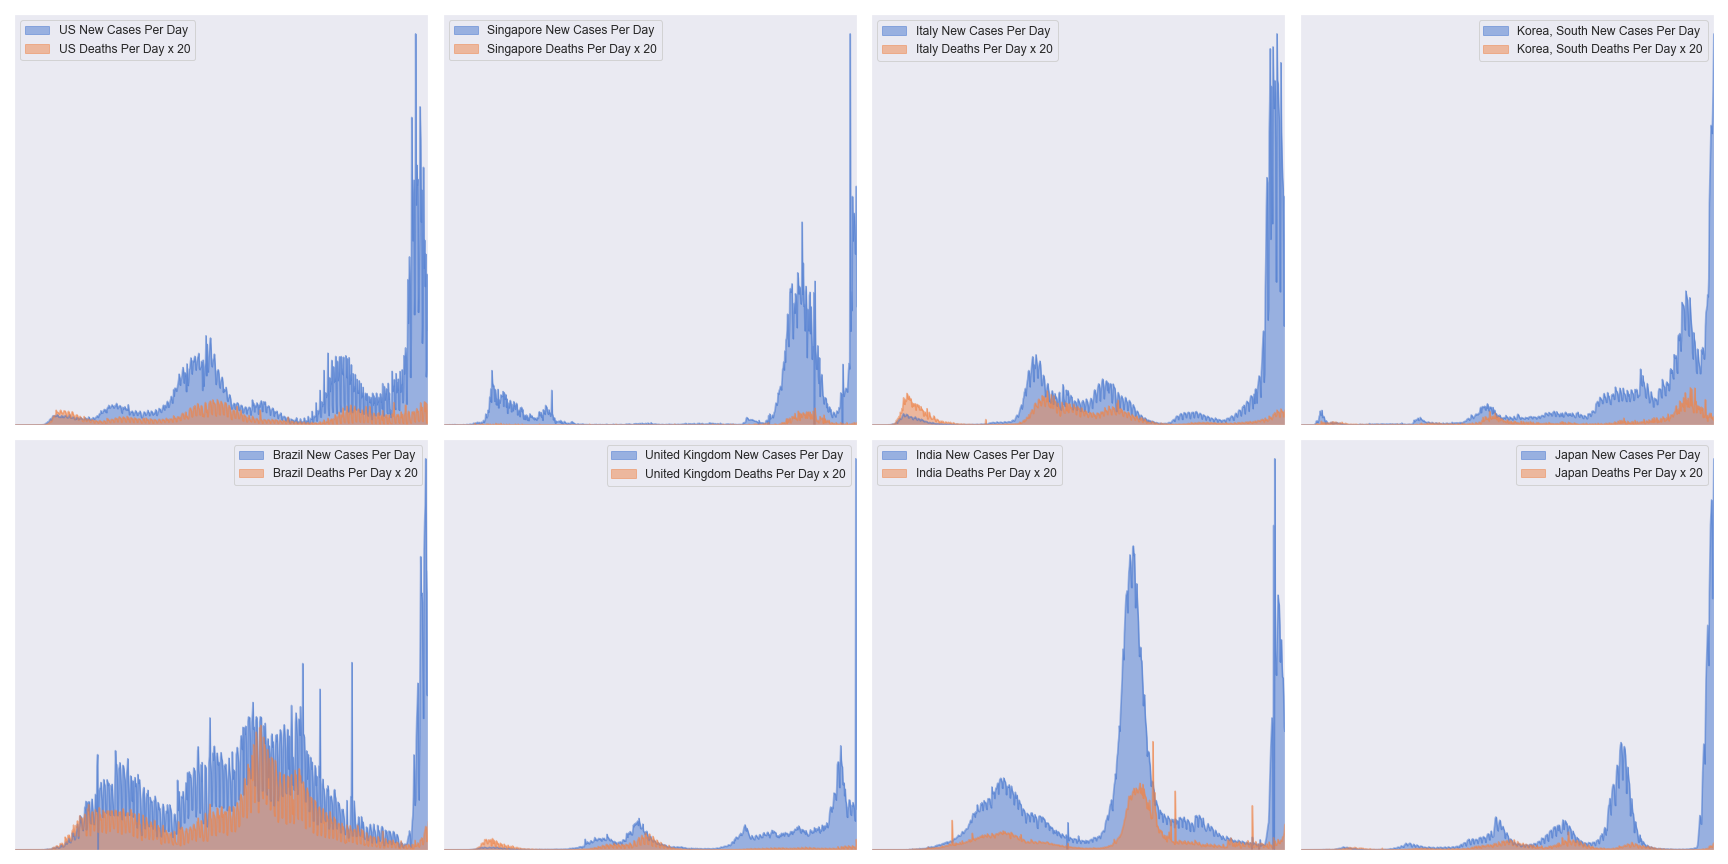 US New Cases Per Day
US Deaths Per Day x 20
Singapore New Cases Per Day
Singapore Deaths Per Day x 20
Italy New Cases Per Day
Italy Deaths Per Day x 20
Korea, South New Cases Per Day
Korea, South Deaths Per Day x 20
Brazil New Cases Per Day
Brazil Deaths Per Day x 20
United Kingdom New Cases Per Day
United Kingdom Deaths Per Day x 20
India New Cases Per Day
India Deaths Per Day x 20
Japan New Cases Per Day
Japan Deaths Per Day x 20